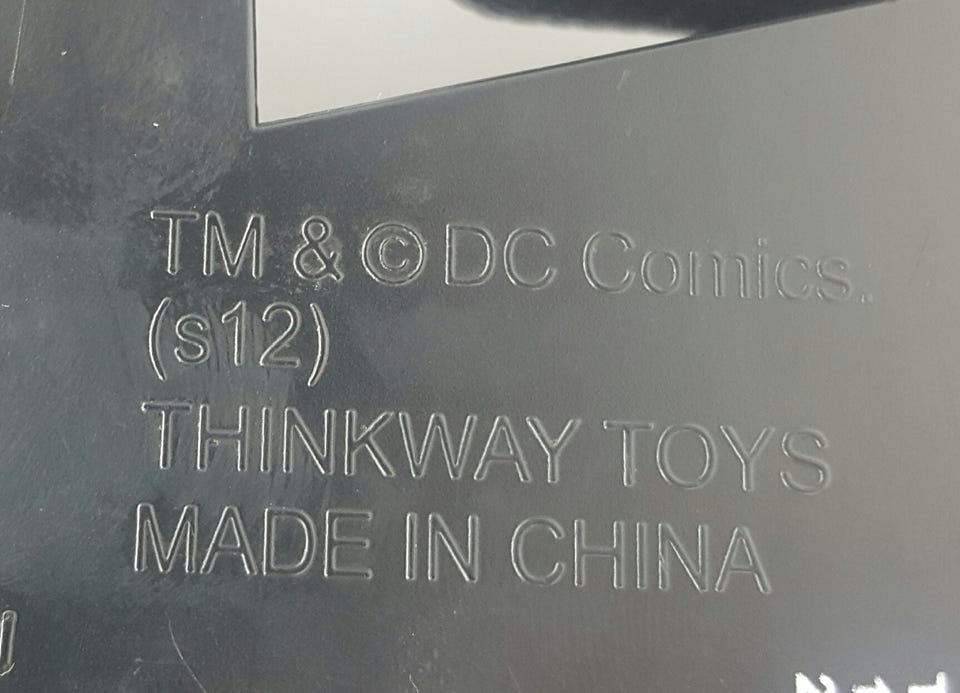 TM & © DC Comics.
(s12)
THINKWAY TOYS
MADE IN CHINA